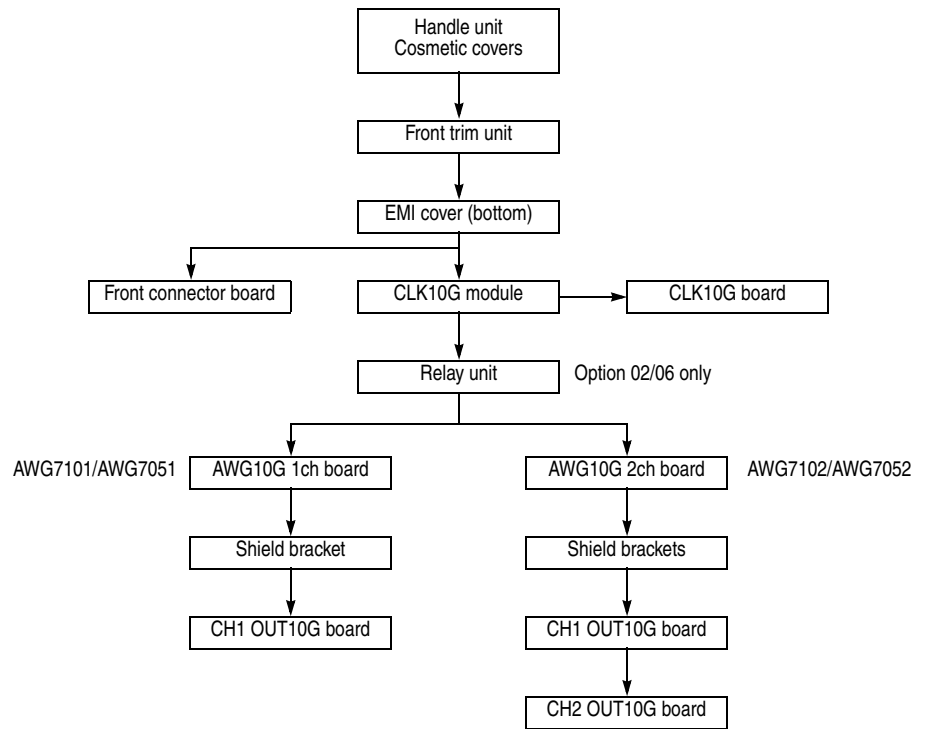 Handle unit
Cosmetic covers
Front trim unit
EMI cover (bottom)
Front connector board
CLK10G module
CLK10G board
Relay unit
Option 02/06 only
AWG7101/AWG7051
AWG10G 1ch board
AWG10G 2ch board
AWG7102/AWG7052
Shield bracket
Shield brackets
CH1 OUT10G board
CH1 OUT10G board
CH2 OUT10G board